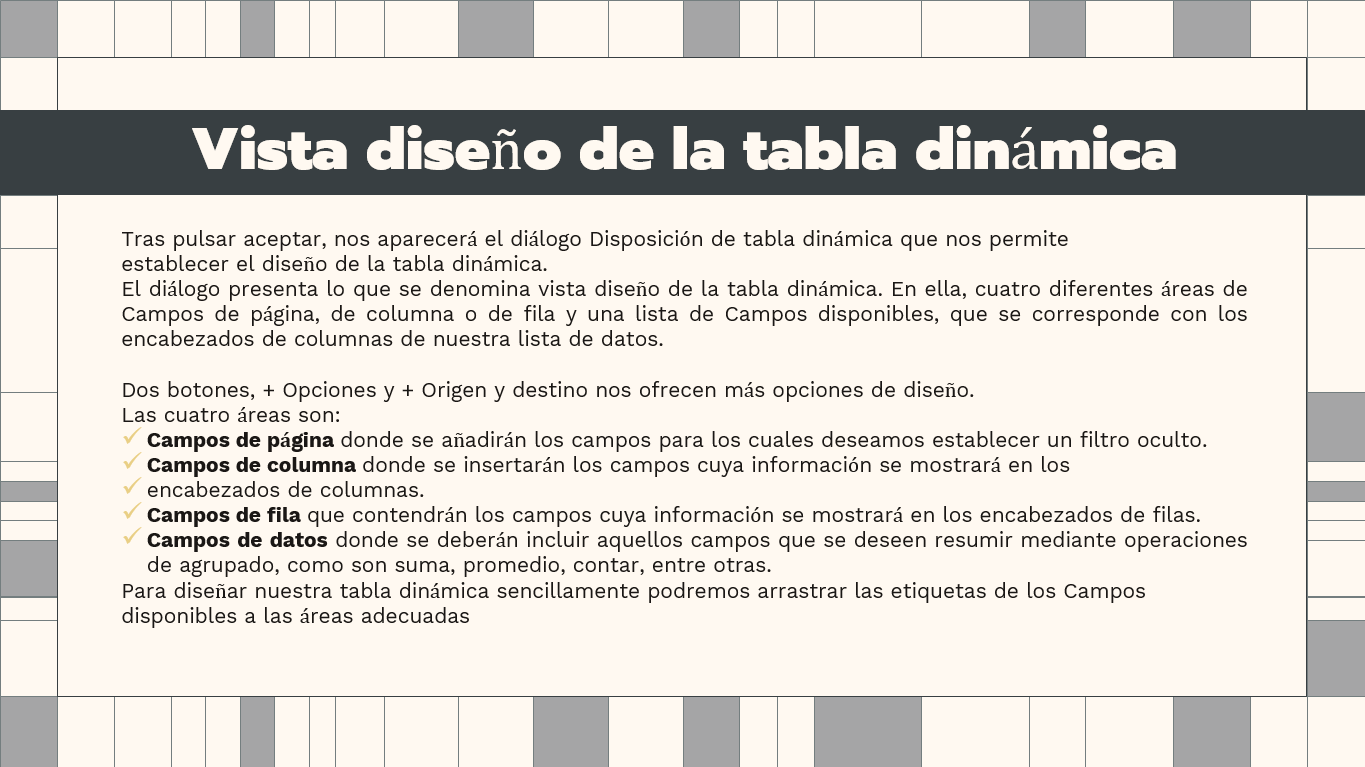 Vista diseño de la tabla dinámica
Tras pulsar aceptar, nos aparecerá el diálogo Disposición de tabla dinámica que nos permite
establecer el diseño de la tabla dinámica.
El diálogo presenta lo que se denomina vista diseño de la tabla dinámica. En ella, cuatro diferentes áreas de
Campos de página, de columna o de fila y una lista de Campos disponibles, que se corresponde con los
encabezados de columnas de nuestra lista de datos.
Dos botones, + Opciones y + Origen y destino nos ofrecen más opciones de diseño.
Las cuatro áreas son:
✓ Campos de página donde se añadirán los campos para los cuales deseamos establecer un filtro oculto.
✓ Campos de columna donde se insertarán los campos cuya información se mostrará en los
✓ encabezados de columnas.
✓ Campos de fila que contendrán los campos cuya información se mostrará en los encabezados de filas.
✓ Campos de datos donde se deberán incluir aquellos campos que se deseen resumir mediante operaciones
de agrupado, como son suma, promedio, contar, entre otras.
Para diseñar nuestra tabla dinámica sencillamente podremos arrastrar las etiquetas de los Campos
disponibles a las áreas adecuadas